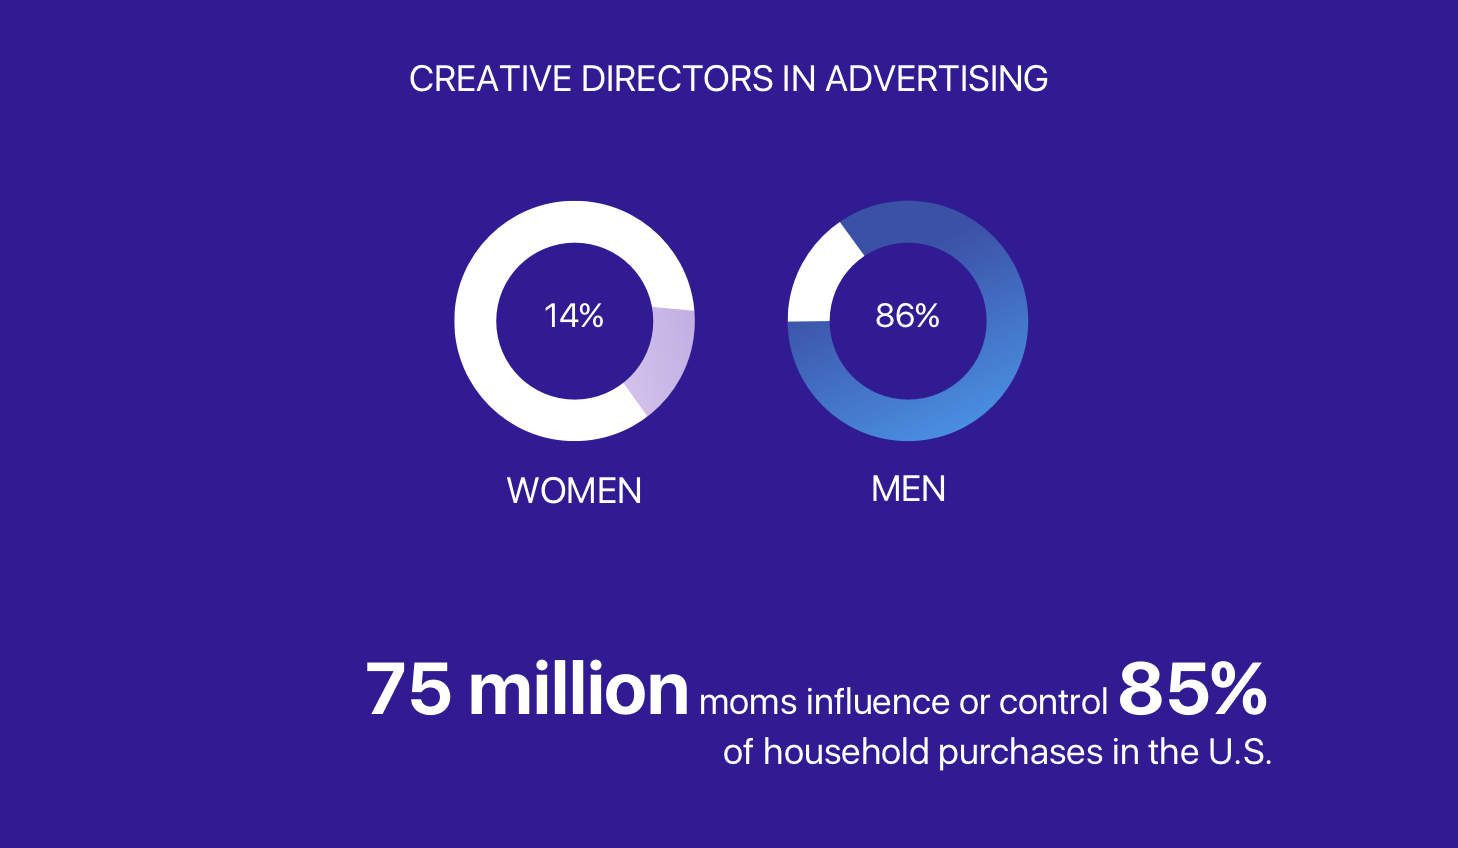 CREATIVE DIRECTORS IN ADVERTISING
14%
86%
WOMEN
MEN
75 million moms influence or control 85%
of household purchases in the U.S.